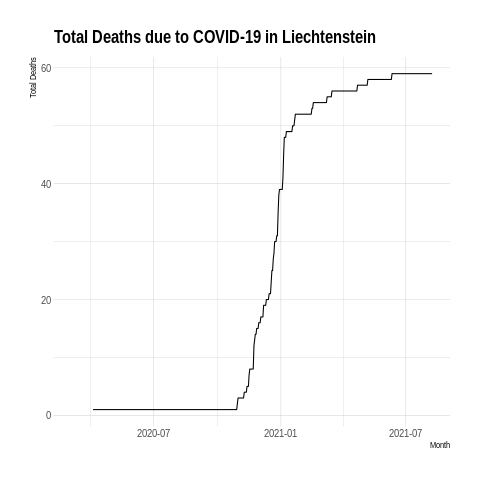 Total Deaths due to COVID-19 in Liechtenstein
Total Deaths
60
40
20
0
2020-07 2021-01 2021-07
Month